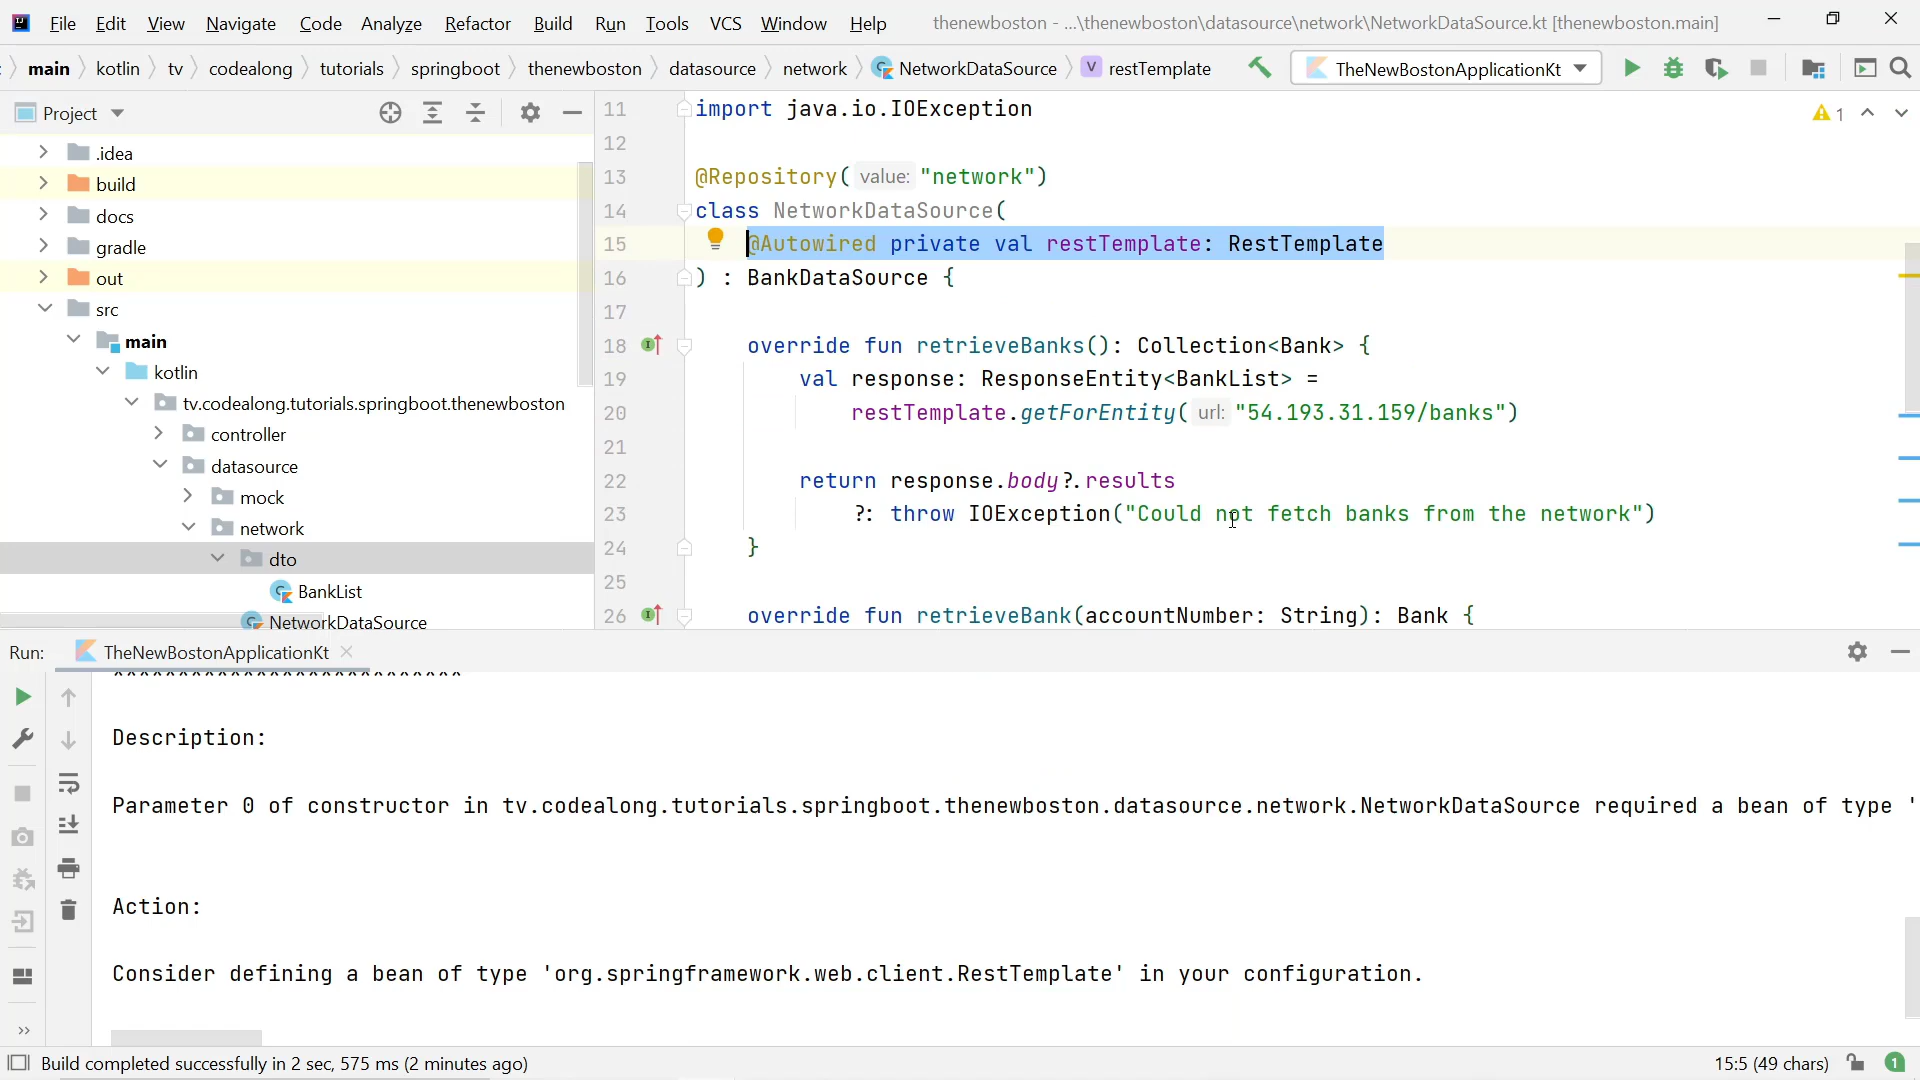 File Edit View Navigate Code Analyze Refactor Build Run Tools VCS Window Help thenewboston - ...\thenewboston\datasource\network\NetworkDataSource.kt [thenewboston.main]
main kotlin tv codealong tutorials springboot thenewboston datasource network NetworkDataSource restTemplate TheNewBostonApplicationKt
Project
.idea
build
docs
gradle
out
src
main
kotlin
tv.codealong.tutorials.springboot.thenewboston
controller
datasource
mock
network
dto
BankList
NetworkDataSource
1
11 import java.io.IOException
12
13 @Repository( value: "network")
14 class NetworkDataSource(
15 @Autowired private val restTemplate: RestTemplate
16 ) : BankDataSource {
17
18 override fun retrieveBanks(): Collection<Bank> {
19 val response: ResponseEntity<BankList> =
20 restTemplate.getForEntity( url: "54.193.31.159/banks")
21
22 return response.body?.results
23 ?: throw IOException("Could not fetch banks from the network")
24 }
25
26 override fun retrieveBank(accountNumber: String): Bank {
Run: TheNewBostonApplicationKt
***************************
Description:
Parameter 0 of constructor in tv.codealong.tutorials.springboot.thenewboston.datasource.network.NetworkDataSource required a bean of type '
Action:
Consider defining a bean of type 'org.springframework.web.client.RestTemplate' in your configuration.
Build completed successfully in 2 sec, 575 ms (2 minutes ago) 15:5 (49 chars) 1